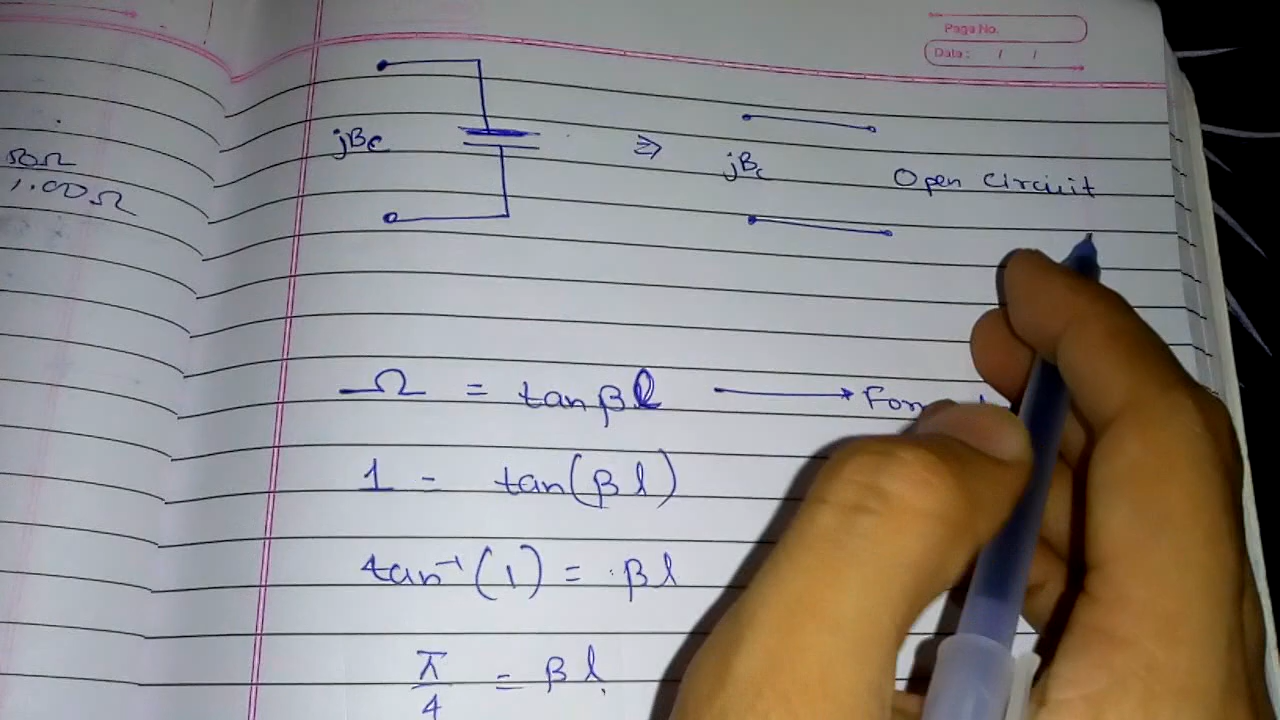 Page No.
Date : / /
50Ω
1.00Ω
jBc
⇒
jBc
Open Circuit
Ω = tan βl → For
1 = tan(βl)
tan⁻¹(1) = βl
π/4 = βl